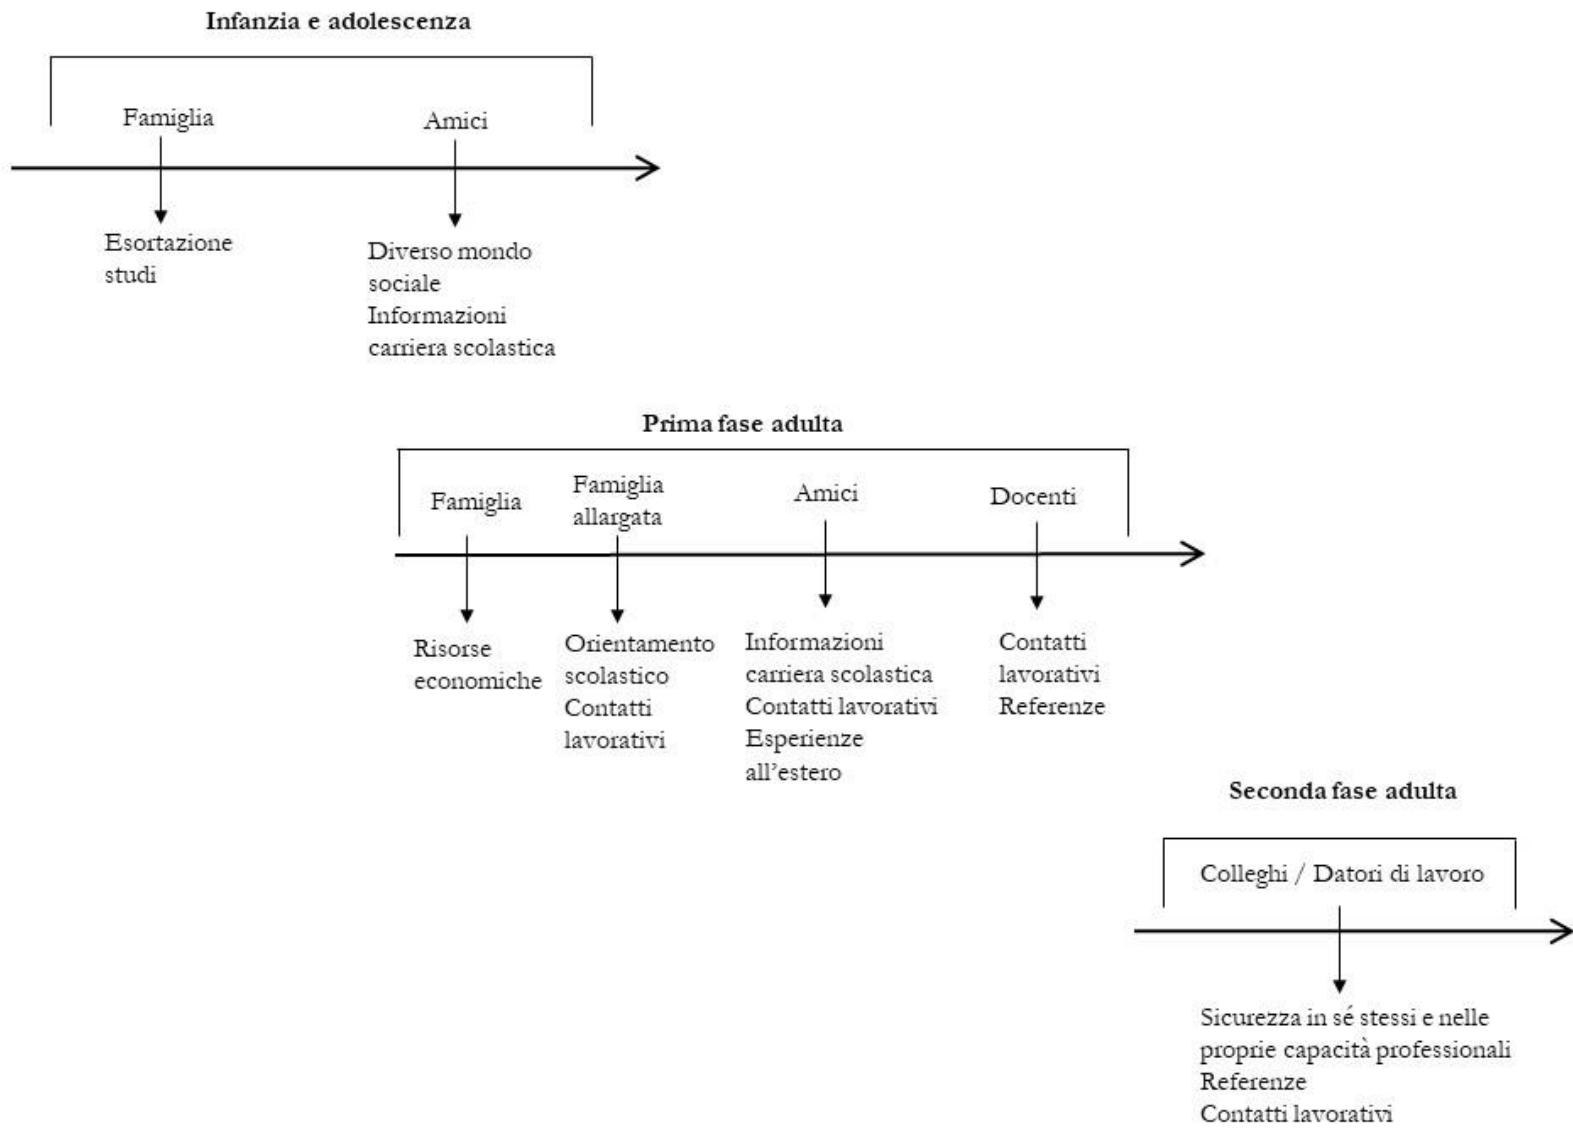 Infanzia e adolescenza
Famiglia
Amici
Esortazione
studi
Diverso mondo
sociale
Informazioni
carriera scolastica
Prima fase adulta
Famiglia
Famiglia
allargata
Amici
Docenti
Risorse
economiche
Orientamento
scolastico
Contatti
lavorativi
Informazioni
carriera scolastica
Contatti lavorativi
Esperienze
all’estero
Contatti
lavorativi
Referenze
Seconda fase adulta
Colleghi / Datori di lavoro
Sicurezza in sé stessi e nelle
proprie capacità professionali
Referenze
Contatti lavorativi